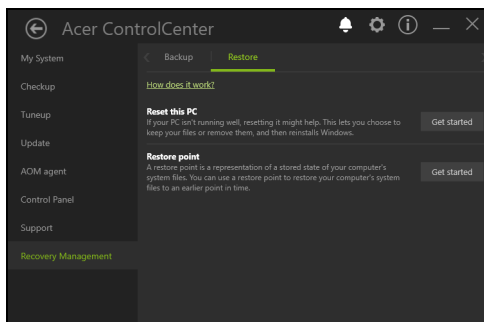 Acer ControlCenter
My System
Checkup
Tuneup
Update
AOM agent
Control Panel
Support
Recovery Management
Backup
Restore
How does it work?
Reset this PC
If your PC isn't running well, resetting it might help. This lets you choose to
keep your files or remove them, and then reinstalls Windows.
Get started
Restore point
A restore point is a representation of a stored state of your computer's
system files. You can use a restore point to restore your computer's system
files to an earlier point in time.
Get started